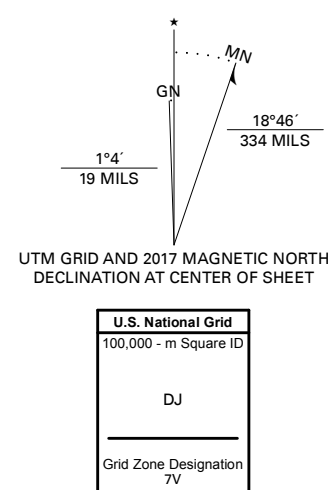 ★
MN
GN
18°46´
334 MILS
1°4´
19 MILS
UTM GRID AND 2017 MAGNETIC NORTH
DECLINATION AT CENTER OF SHEET
U.S. National Grid
100,000 - m Square ID
DJ
Grid Zone Designation
7V